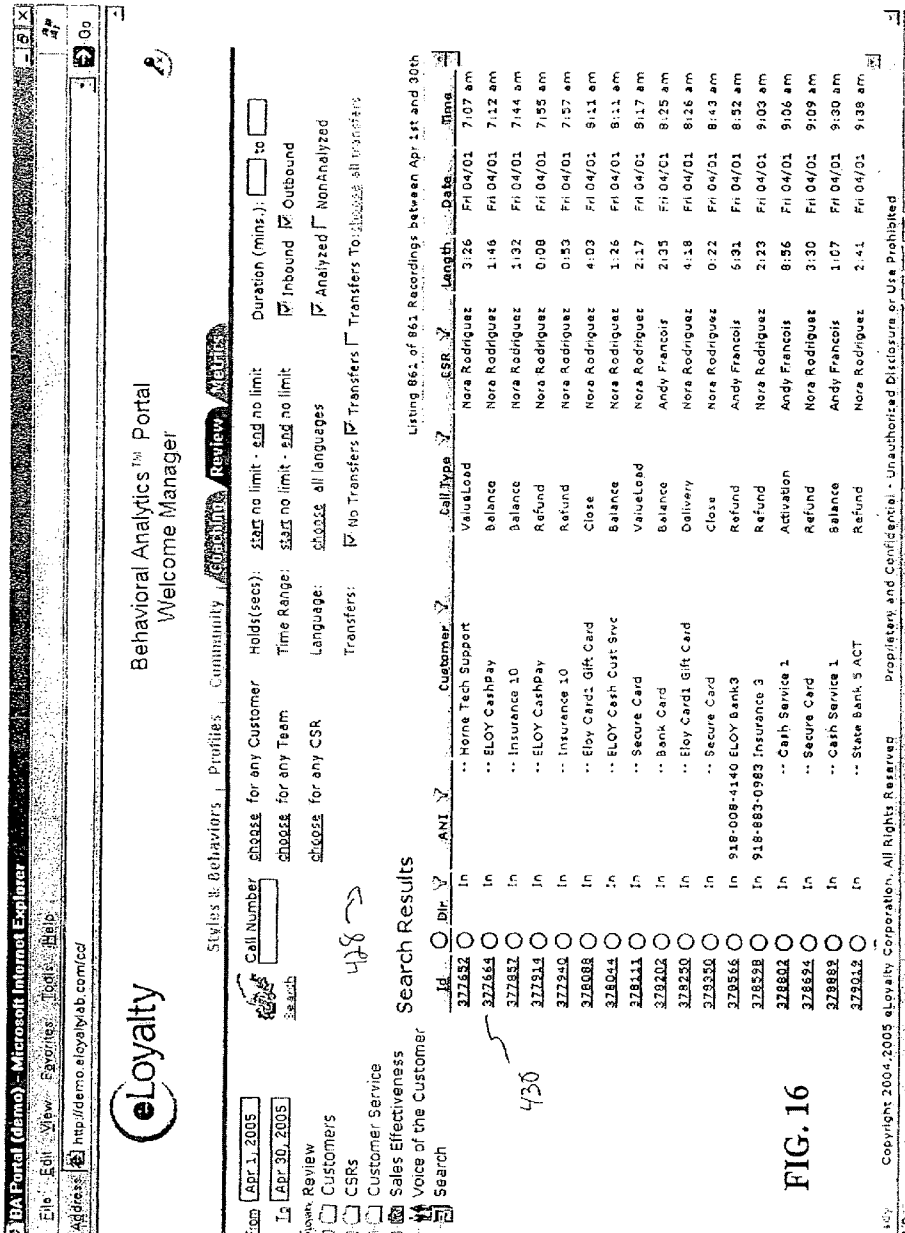 BA Portal (demo) - Microsoft Internet Explorer
File Edit View Favorites Tools Help
Address http://demo.eloyaltylab.com/cd/ Go
eLoyalty
Behavioral Analytics™ Portal
Welcome Manager
Styles & Behaviors | Profiles | Community | Coaching Review Metrics
From Apr 1, 2005
To Apr 30, 2005
Review
Customers
CSRs
Customer Service
Sales Effectiveness
Voice of the Customer
Search
Search
Call Number
choose for any Customer
choose for any Team
choose for any CSR
Holds(secs): start no limit - end no limit
Time Range: start no limit - end no limit
Language: choose all languages
Transfers: No Transfers Transfers Transfers To: choose all transfers
Duration (mins.): to
Inbound Outbound
Analyzed NonAnalyzed
428
Search Results
Listing 861 of 861 Recordings between Apr 1st and 30th
Id Dir. ANI Customer Call Type CSR Length Date Time
377652 In -- Home Tech Support ValueLoad Nora Rodriguez 3:26 Fri 04/01 7:07 am
377664 In -- ELOY CashPay Balance Nora Rodriguez 1:46 Fri 04/01 7:12 am
377857 In -- Insurance 10 Balance Nora Rodriguez 1:32 Fri 04/01 7:44 am
377914 In -- ELOY CashPay Refund Nora Rodriguez 0:08 Fri 04/01 7:55 am
377940 In -- Insurance 10 Refund Nora Rodriguez 0:53 Fri 04/01 7:57 am
378088 In -- Eloy Card1 Gift Card Close Nora Rodriguez 4:03 Fri 04/01 8:11 am
378044 In -- ELOY Cash Cust Srvc Balance Nora Rodriguez 1:26 Fri 04/01 8:11 am
378111 In -- Secure Card ValueLoad Nora Rodriguez 2:17 Fri 04/01 8:17 am
378202 In -- Bank Card Balance Andy Francois 2:35 Fri 04/01 8:25 am
378250 In -- Eloy Card1 Gift Card Delivery Nora Rodriguez 4:18 Fri 04/01 8:26 am
379350 In -- Secure Card Close Nora Rodriguez 0:22 Fri 04/01 8:43 am
378566 In 918-008-4140 ELOY Bank3 Refund Andy Francois 6:31 Fri 04/01 8:52 am
378598 In 918-883-0983 Insurance 3 Refund Nora Rodriguez 2:23 Fri 04/01 9:03 am
378802 In -- Cash Service 1 Activation Andy Francois 8:56 Fri 04/01 9:06 am
378694 In -- Secure Card Refund Nora Rodriguez 3:30 Fri 04/01 9:09 am
378889 In -- Cash Service 1 Balance Andy Francois 1:07 Fri 04/01 9:30 am
379019 In -- State Bank 5 ACT Refund Nora Rodriguez 2:41 Fri 04/01 9:38 am
430
FIG. 16
Copyright 2004,2005 eLoyalty Corporation, All Rights Reserved Proprietary and Confidential - Unauthorized Disclosure or Use Prohibited